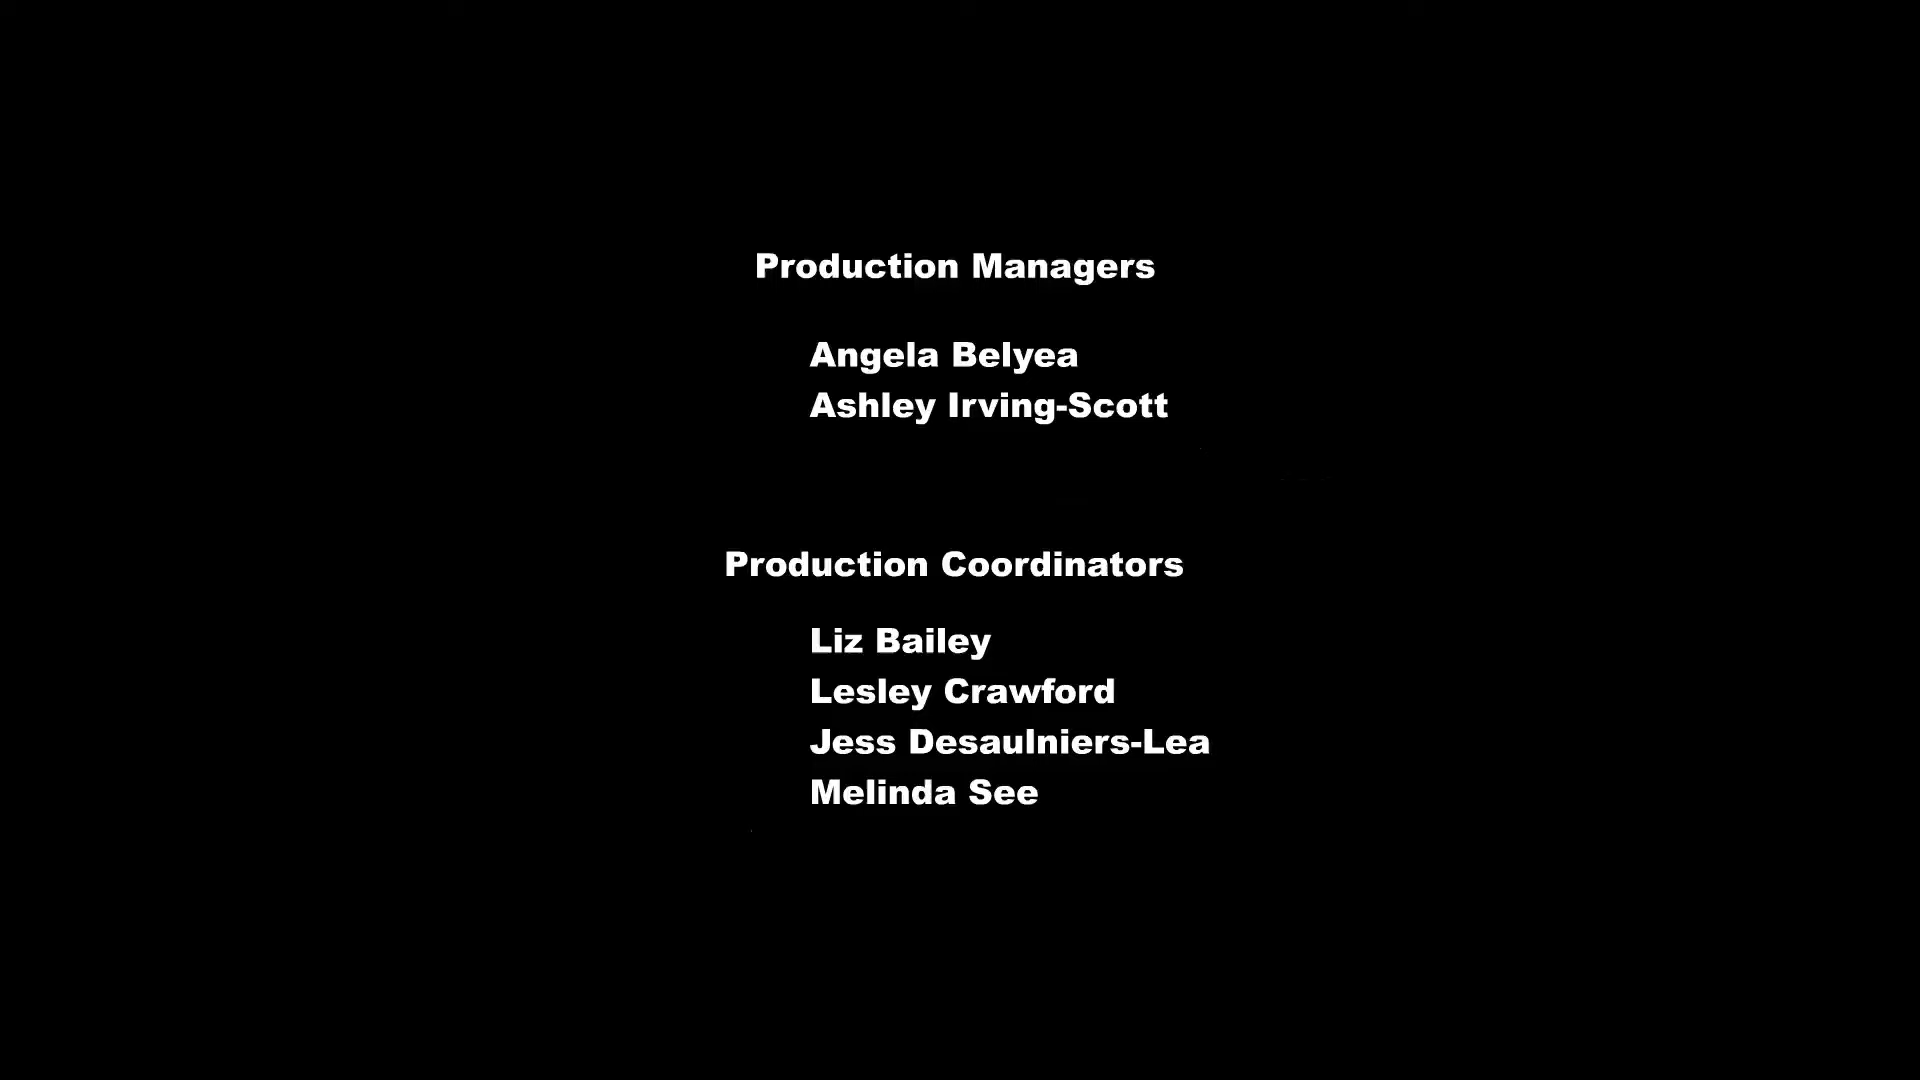 Production Managers
Angela Belyea
Ashley Irving-Scott
Production Coordinators
Liz Bailey
Lesley Crawford
Jess Desaulniers-Lea
Melinda See